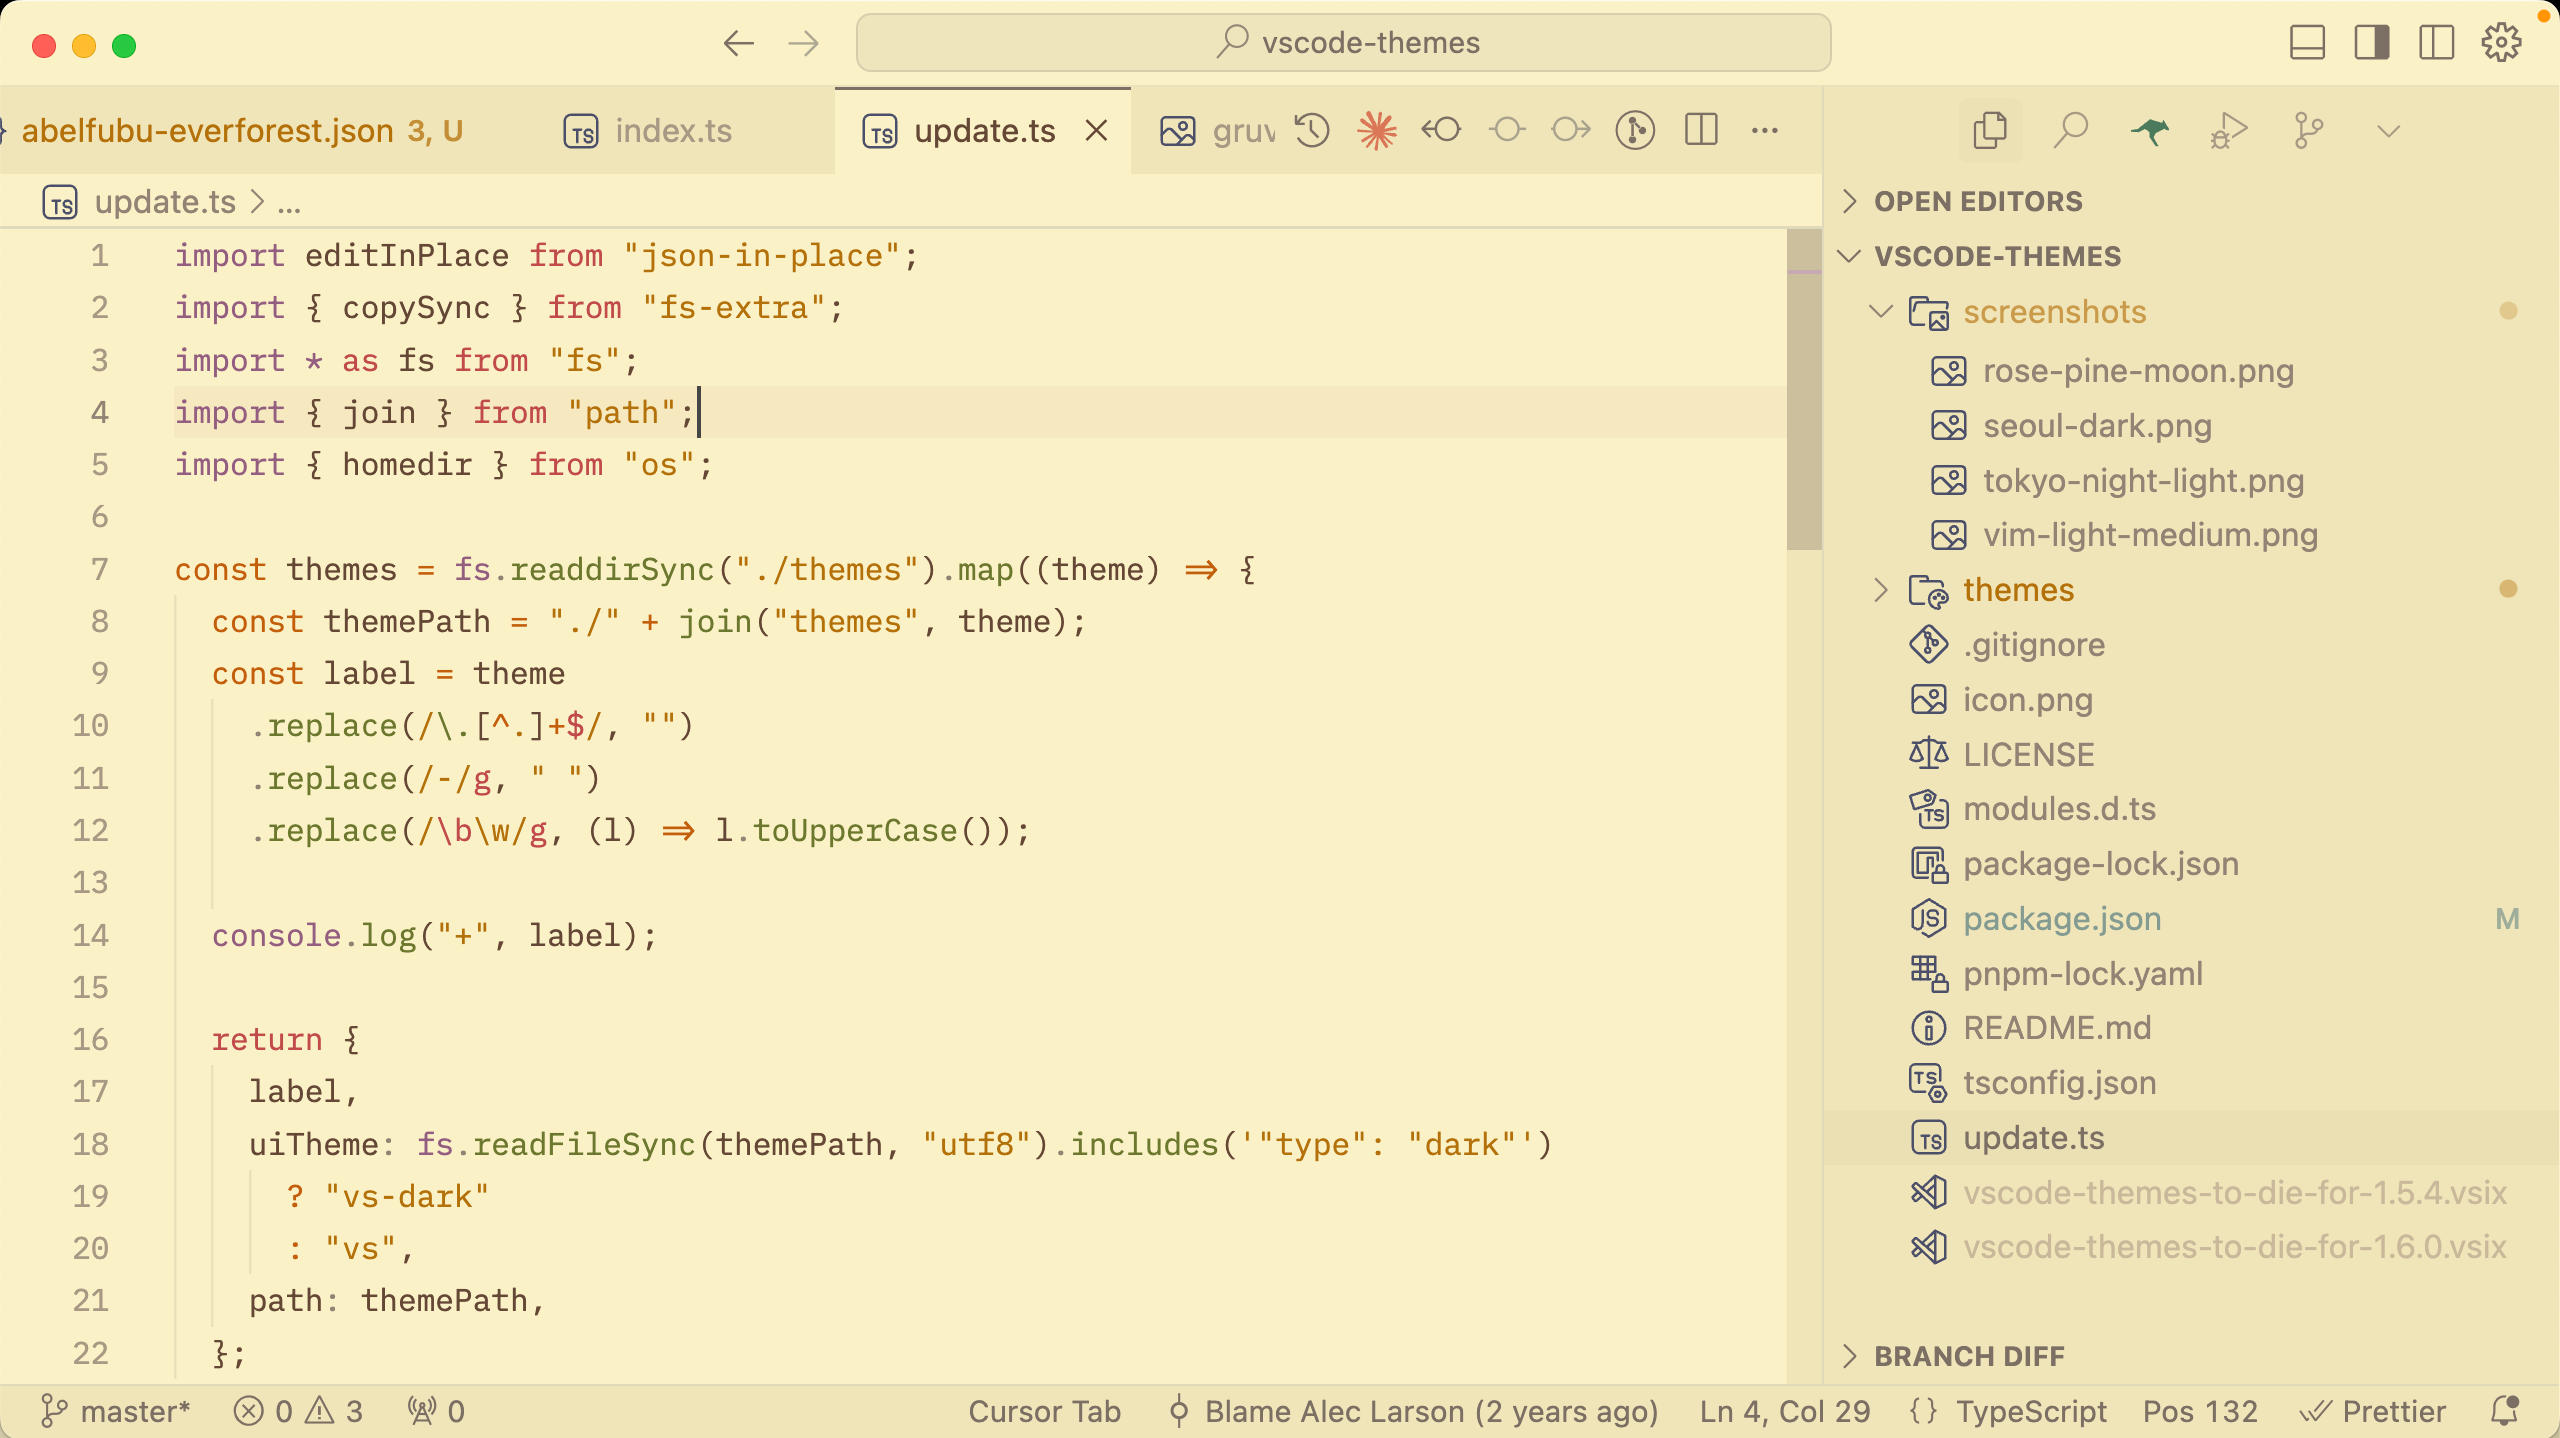 vscode-themes
abelfubu-everforest.json 3, U
index.ts
update.ts
gruv
update.ts > ...
1 import editInPlace from "json-in-place";
2 import { copySync } from "fs-extra";
3 import * as fs from "fs";
4 import { join } from "path";
5 import { homedir } from "os";
6
7 const themes = fs.readdirSync("./themes").map((theme) => {
8 const themePath = "./" + join("themes", theme);
9 const label = theme
10 .replace(/\.[^.]+$/, "")
11 .replace(/-/g, " ")
12 .replace(/\b\w/g, (l) => l.toUpperCase());
13
14 console.log("+", label);
15
16 return {
17 label,
18 uiTheme: fs.readFileSync(themePath, "utf8").includes('"type": "dark"')
19 ? "vs-dark"
20 : "vs",
21 path: themePath,
22 };
OPEN EDITORS
VSCODE-THEMES
screenshots
rose-pine-moon.png
seoul-dark.png
tokyo-night-light.png
vim-light-medium.png
themes
.gitignore
icon.png
LICENSE
modules.d.ts
package-lock.json
package.json M
pnpm-lock.yaml
README.md
tsconfig.json
update.ts
vscode-themes-to-die-for-1.5.4.vsix
vscode-themes-to-die-for-1.6.0.vsix
BRANCH DIFF
master* 0 3 0 Cursor Tab Blame Alec Larson (2 years ago) Ln 4, Col 29 {} TypeScript Pos 132 Prettier